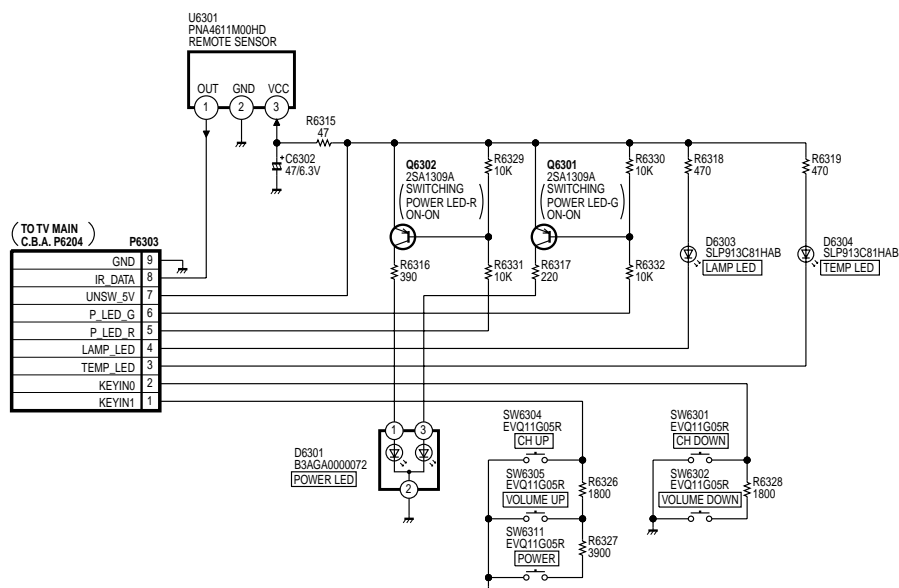 U6301
PNA4611M00HD
REMOTE SENSOR
OUT GND VCC
1 2 3
R6315
47
C6302
47/6.3V
Q6302
2SA1309A
SWITCHING
POWER LED-R
ON-ON
R6329
10K
Q6301
2SA1309A
SWITCHING
POWER LED-G
ON-ON
R6330
10K
R6318
470
R6319
470
R6316
390
R6331
10K
R6317
220
R6332
10K
D6303
SLP913C81HAB
LAMP LED
D6304
SLP913C81HAB
TEMP LED
TO TV MAIN
C.B.A. P6204
P6303
GND 9
IR_DATA 8
UNSW_5V 7
P_LED_G 6
P_LED_R 5
LAMP_LED 4
TEMP_LED 3
KEYIN0 2
KEYIN1 1
1 3
D6301
B3AGA0000072
POWER LED
2
SW6304
EVQ11G05R
CH UP
SW6305
EVQ11G05R
VOLUME UP
R6326
1800
SW6311
EVQ11G05R
POWER
R6327
3900
SW6301
EVQ11G05R
CH DOWN
SW6302
EVQ11G05R
VOLUME DOWN
R6328
1800